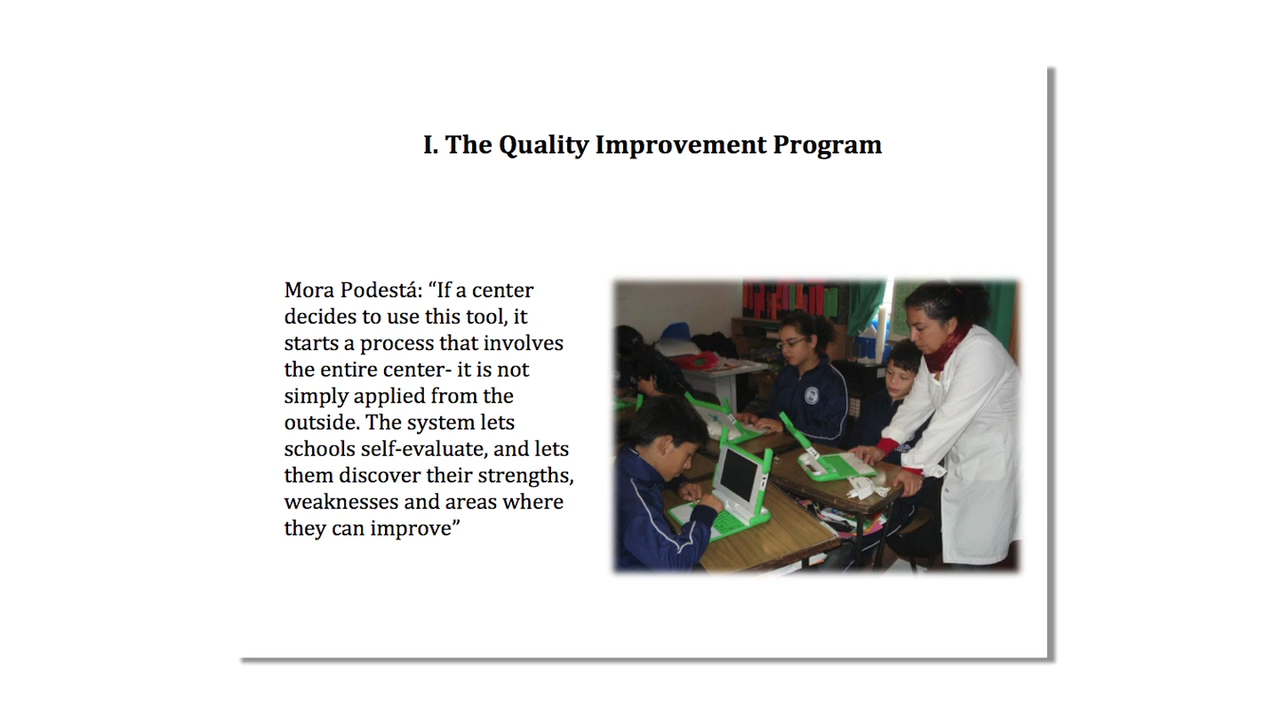 I. The Quality Improvement Program
Mora Podestá: “If a center
decides to use this tool, it
starts a process that involves
the entire center- it is not
simply applied from the
outside. The system lets
schools self-evaluate, and lets
them discover their strengths,
weaknesses and areas where
they can improve”